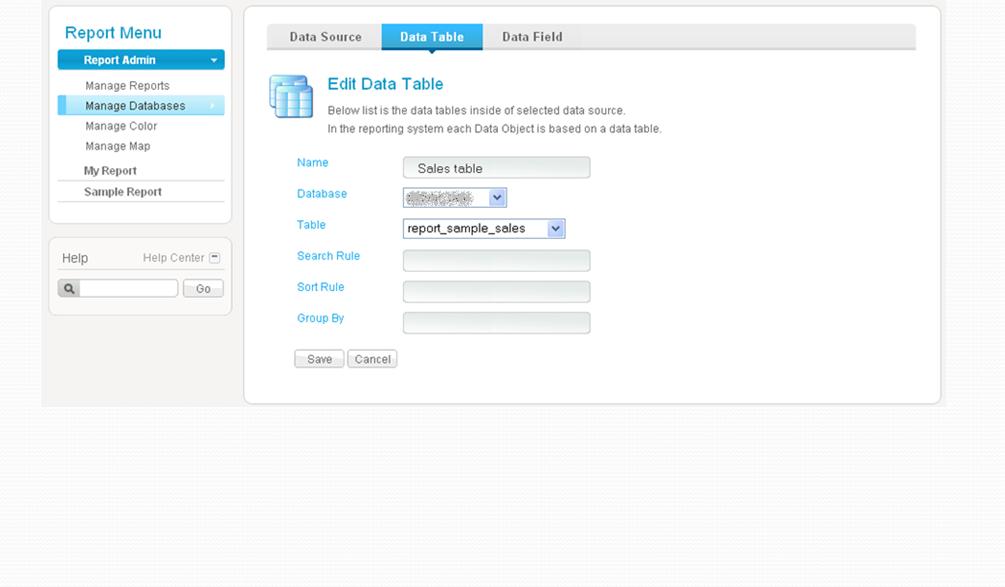 Report Menu
Report Admin
Manage Reports
Manage Databases
Manage Color
Manage Map
My Report
Sample Report
Help
Help Center
Go
Data Source
Data Table
Data Field
Edit Data Table
Below list is the data tables inside of selected data source.
In the reporting system each Data Object is based on a data table.
Name
Sales table
Database
Table
report_sample_sales
Search Rule
Sort Rule
Group By
Save
Cancel